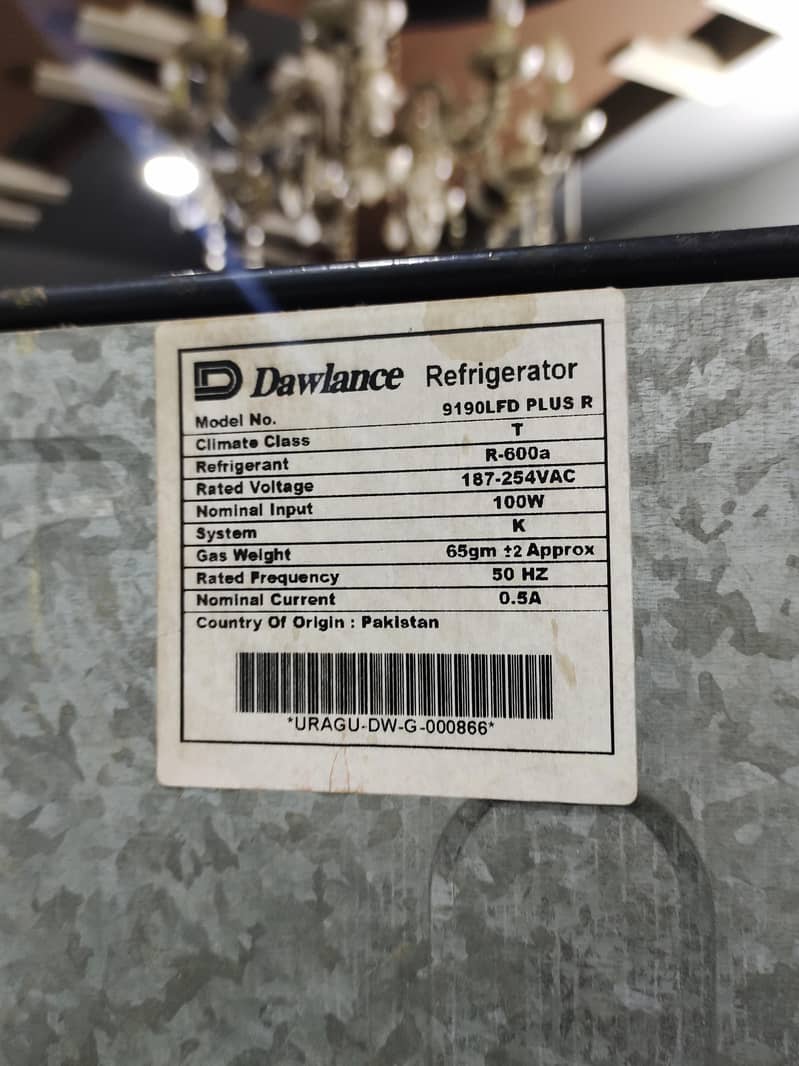 Dawlance Refrigerator
Model No. 9190LFD PLUS R
Climate Class T
Refrigerant R-600a
Rated Voltage 187-254VAC
Nominal Input 100W
System K
Gas Weight 65gm ±2 Approx
Rated Frequency 50 HZ
Nominal Current 0.5A
Country Of Origin : Pakistan
*URAGU-DW-G-000866*